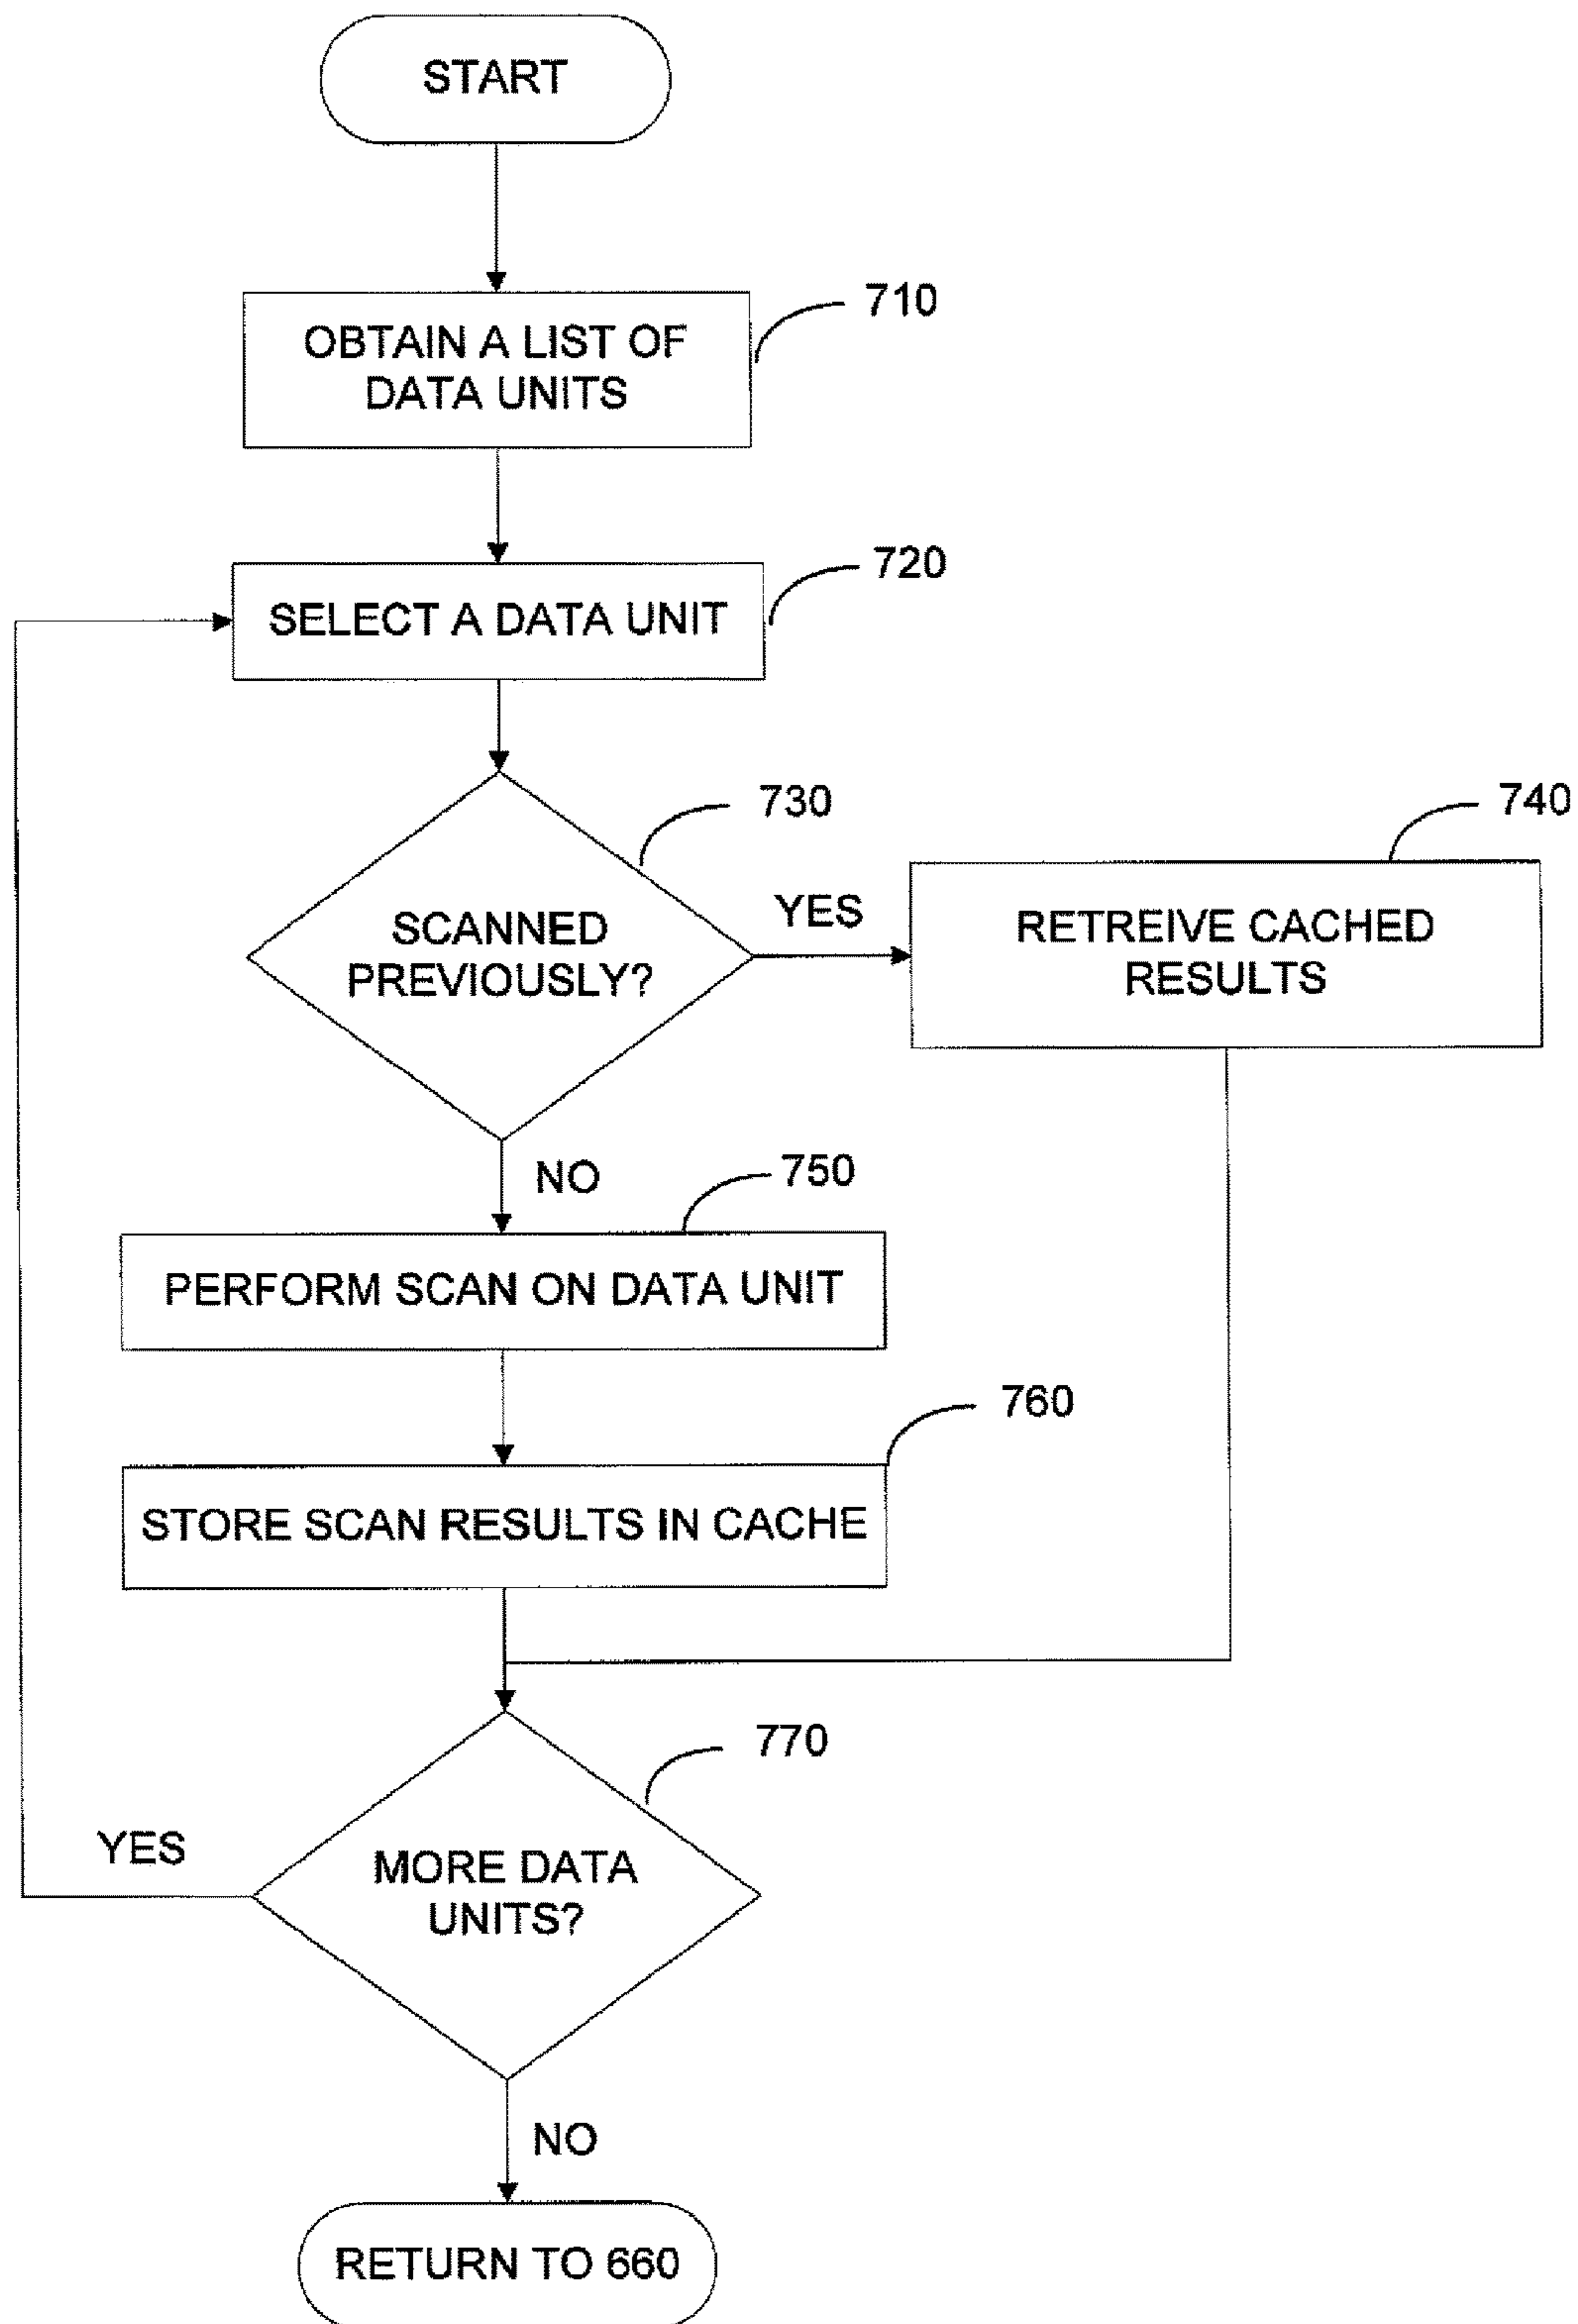 START
710
OBTAIN A LIST OF
DATA UNITS
720
SELECT A DATA UNIT
730
740
SCANNED
PREVIOUSLY?
YES
RETREIVE CACHED
RESULTS
NO
750
PERFORM SCAN ON DATA UNIT
760
STORE SCAN RESULTS IN CACHE
770
YES
MORE DATA
UNITS?
NO
RETURN TO 660